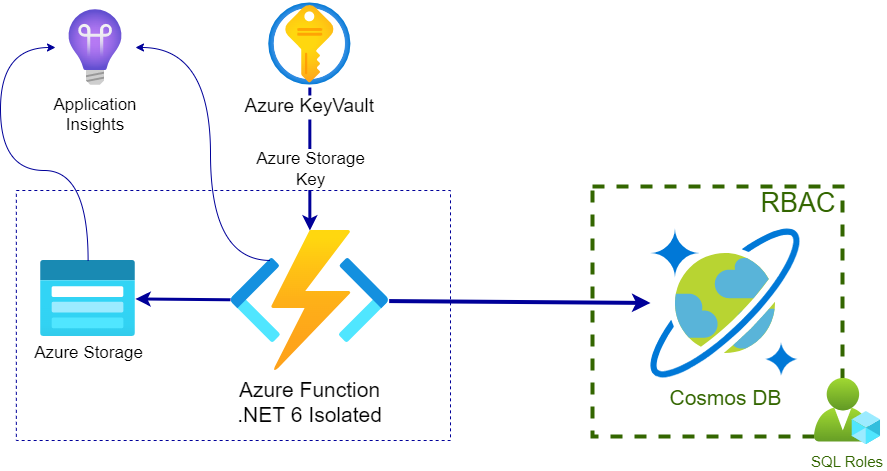 Application
Insights
Azure KeyVault
Azure Storage
Key
RBAC
Azure Storage
Azure Function
.NET 6 Isolated
Cosmos DB
SQL Roles